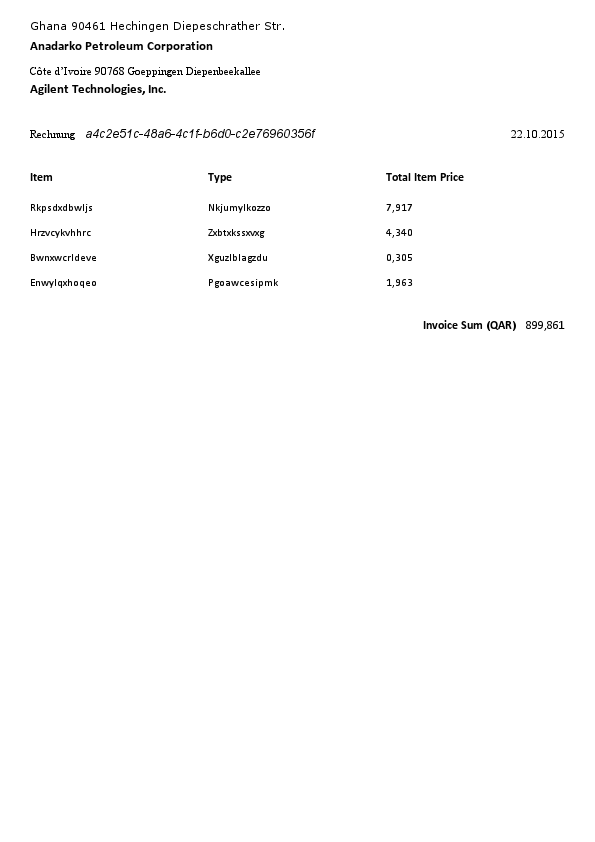 Ghana 90461 Hechingen Diepeschrather Str.
Anadarko Petroleum Corporation
Côte d'Ivoire 90768 Goeppingen Diepenbeekallee
Agilent Technologies, Inc.
Rechnung a4c2e51c-48a6-4c1f-b6d0-c2e76960356f 22.10.2015
Item Type Total Item Price
Rkpsdxdbwljs Nkjumylkozzo 7,917
Hrzvcykvhhrc Zxbtxkssxvxg 4,340
Bwnxwcrldeve Xguzlblagzdu 0,305
Enwylqxhoqeo Pgoawcesipmk 1,963
Invoice Sum (QAR) 899,861